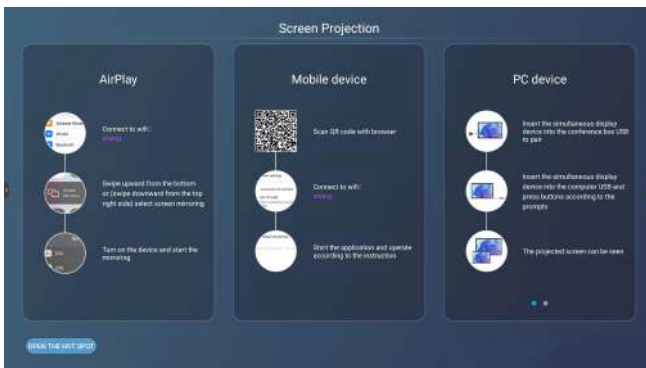 Screen Projection
AirPlay
Connect to wifi:
Swipe upward from the bottom
or [swipe downward from the top
right side] select screen mirroring
Turn on the device and start the
mirroring
Mobile device
Scan QR code with browser
Connect to wifi:
Start the application and operate
according to the instruction
PC device
Insert the simultaneous display
device into the conference box USB
to pair
Insert the simultaneous display
device into the computer USB and
press buttons according to the
prompts
The projected screen can be seen
OPEN THE HOT SPOT